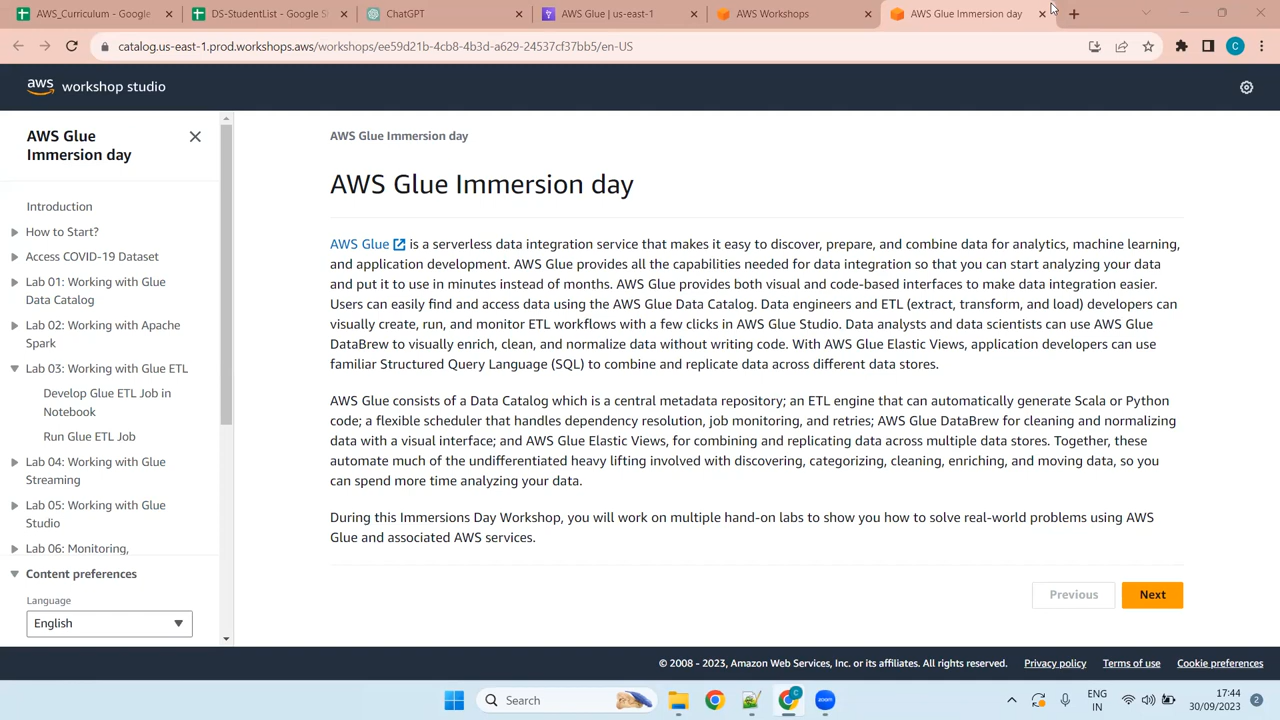 AWS_Curriculum - Google
DS-StudentList - Google S
ChatGPT
AWS Glue | us-east-1
AWS Workshops
AWS Glue Immersion day
catalog.us-east-1.prod.workshops.aws/workshops/ee59d21b-4cb8-4b3d-a629-24537cf37bb5/en-US
C
aws workshop studio
AWS Glue
Immersion day
Introduction
How to Start?
Access COVID-19 Dataset
Lab 01: Working with Glue
Data Catalog
Lab 02: Working with Apache
Spark
Lab 03: Working with Glue ETL
Develop Glue ETL Job in
Notebook
Run Glue ETL Job
Lab 04: Working with Glue
Streaming
Lab 05: Working with Glue
Studio
Lab 06: Monitoring,
Content preferences
Language
English
AWS Glue Immersion day
AWS Glue Immersion day
AWS Glue is a serverless data integration service that makes it easy to discover, prepare, and combine data for analytics, machine learning,
and application development. AWS Glue provides all the capabilities needed for data integration so that you can start analyzing your data
and put it to use in minutes instead of months. AWS Glue provides both visual and code-based interfaces to make data integration easier.
Users can easily find and access data using the AWS Glue Data Catalog. Data engineers and ETL (extract, transform, and load) developers can
visually create, run, and monitor ETL workflows with a few clicks in AWS Glue Studio. Data analysts and data scientists can use AWS Glue
DataBrew to visually enrich, clean, and normalize data without writing code. With AWS Glue Elastic Views, application developers can use
familiar Structured Query Language (SQL) to combine and replicate data across different data stores.
AWS Glue consists of a Data Catalog which is a central metadata repository; an ETL engine that can automatically generate Scala or Python
code; a flexible scheduler that handles dependency resolution, job monitoring, and retries; AWS Glue DataBrew for cleaning and normalizing
data with a visual interface; and AWS Glue Elastic Views, for combining and replicating data across multiple data stores. Together, these
automate much of the undifferentiated heavy lifting involved with discovering, categorizing, cleaning, enriching, and moving data, so you
can spend more time analyzing your data.
During this Immersions Day Workshop, you will work on multiple hand-on labs to show you how to solve real-world problems using AWS
Glue and associated AWS services.
Previous
Next
© 2008 - 2023, Amazon Web Services, Inc. or its affiliates. All rights reserved.
Privacy policy
Terms of use
Cookie preferences
Search
C
zoom
ENG
IN
17:44
30/09/2023
2